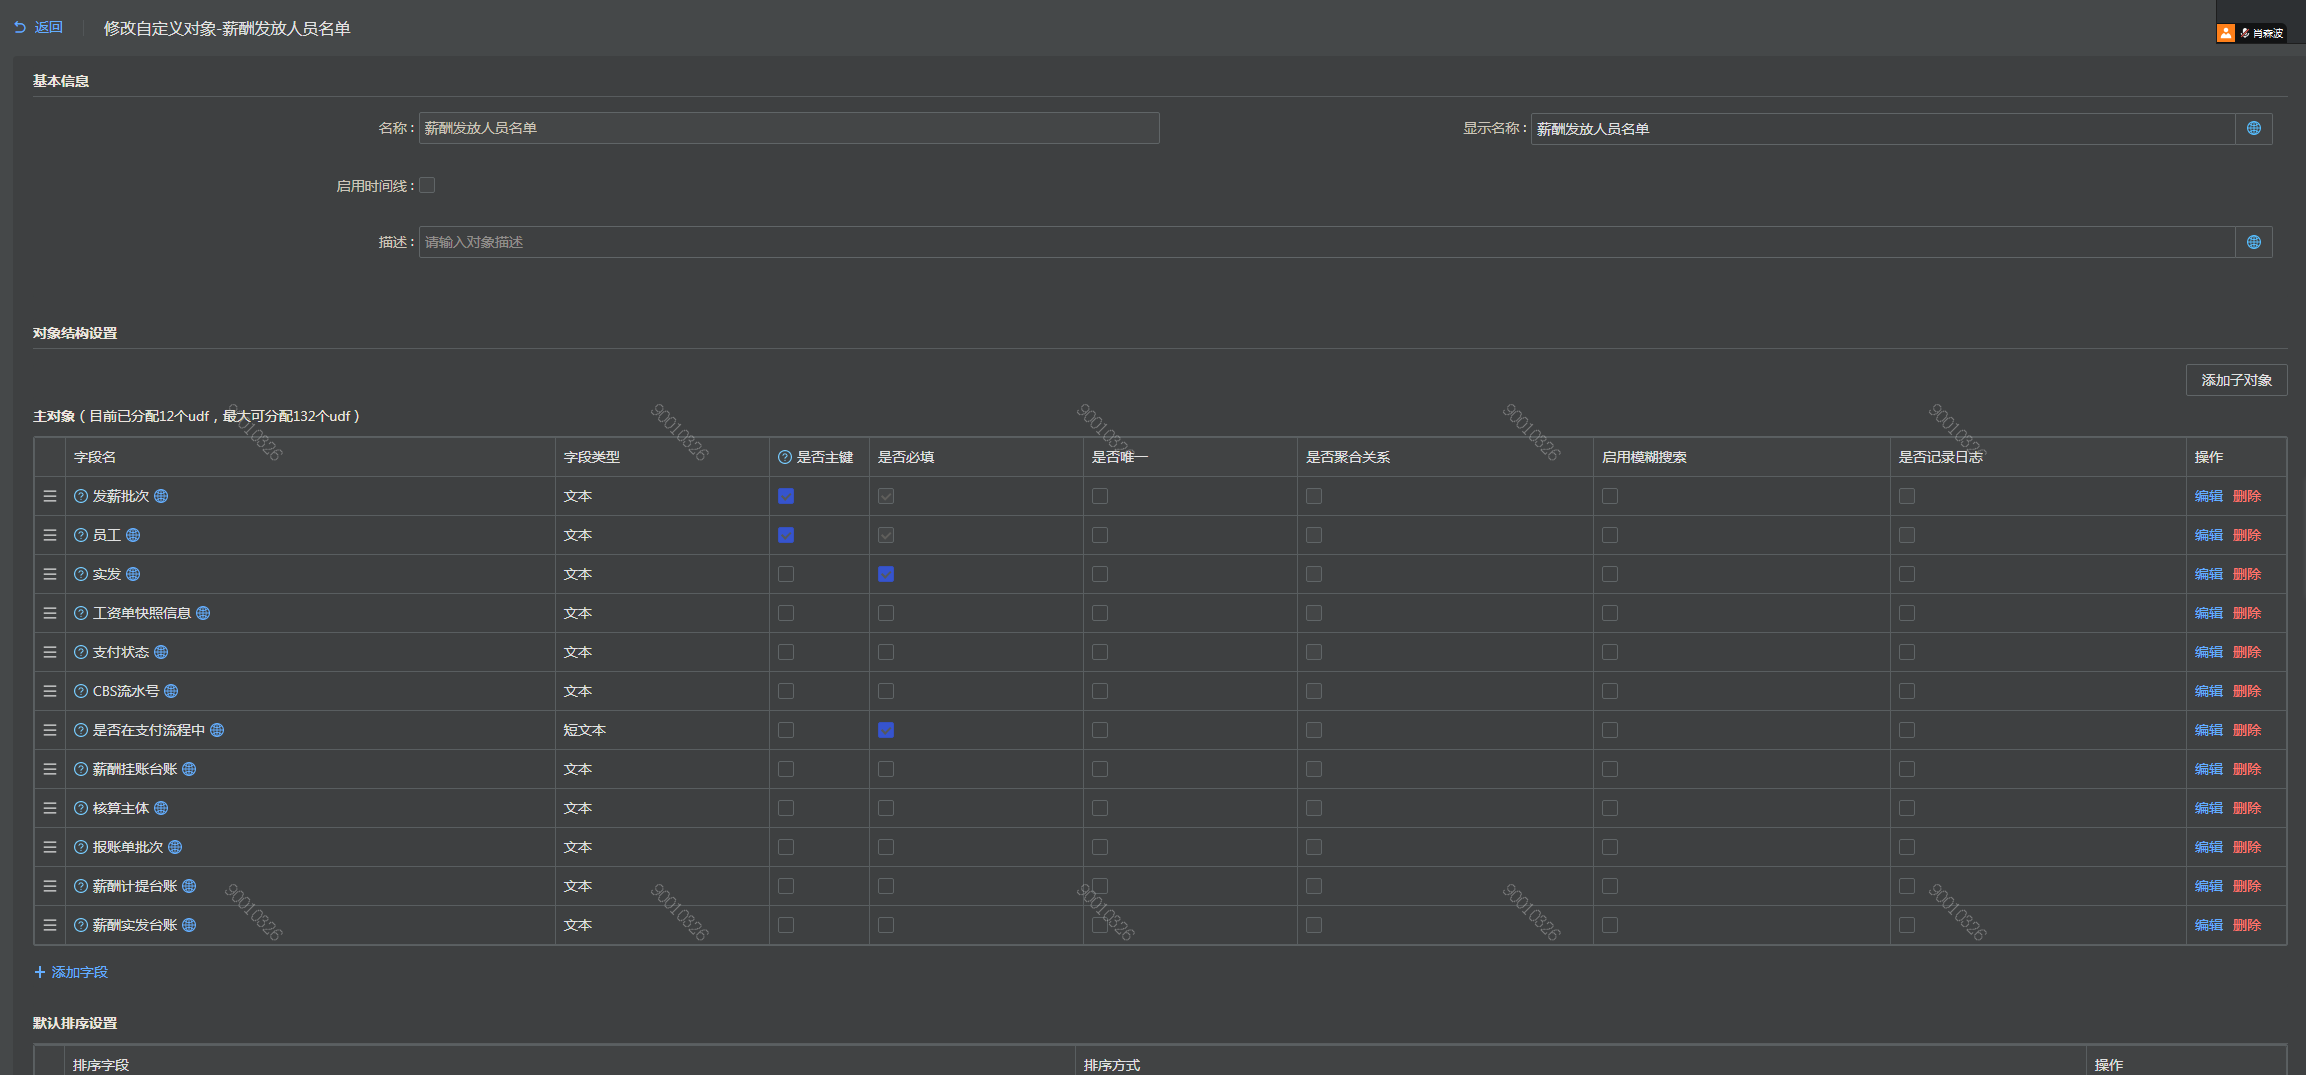 返回 修改自定义对象-薪酬发放人员名单
肖森波
基本信息
名称： 薪酬发放人员名单 显示名称： 薪酬发放人员名单
启用时间线：
描述： 请输入对象描述
对象结构设置
添加子对象
主对象（目前已分配12个udf，最大可分配132个udf）
字段名 字段类型 是否主键 是否必填 是否唯一 是否聚合关系 启用模糊搜索 是否记录日志 操作
发薪批次 文本 编辑 删除
员工 文本 编辑 删除
实发 文本 编辑 删除
工资单快照信息 文本 编辑 删除
支付状态 文本 编辑 删除
CBS流水号 文本 编辑 删除
是否在支付流程中 短文本 编辑 删除
薪酬挂账台账 文本 编辑 删除
核算主体 文本 编辑 删除
报账单批次 文本 编辑 删除
薪酬计提台账 文本 编辑 删除
薪酬实发台账 文本 编辑 删除
90010326 90010326 90010326 90010326 90010326
90010326 90010326 90010326 90010326 90010326
+ 添加字段
默认排序设置
排序字段 排序方式 操作